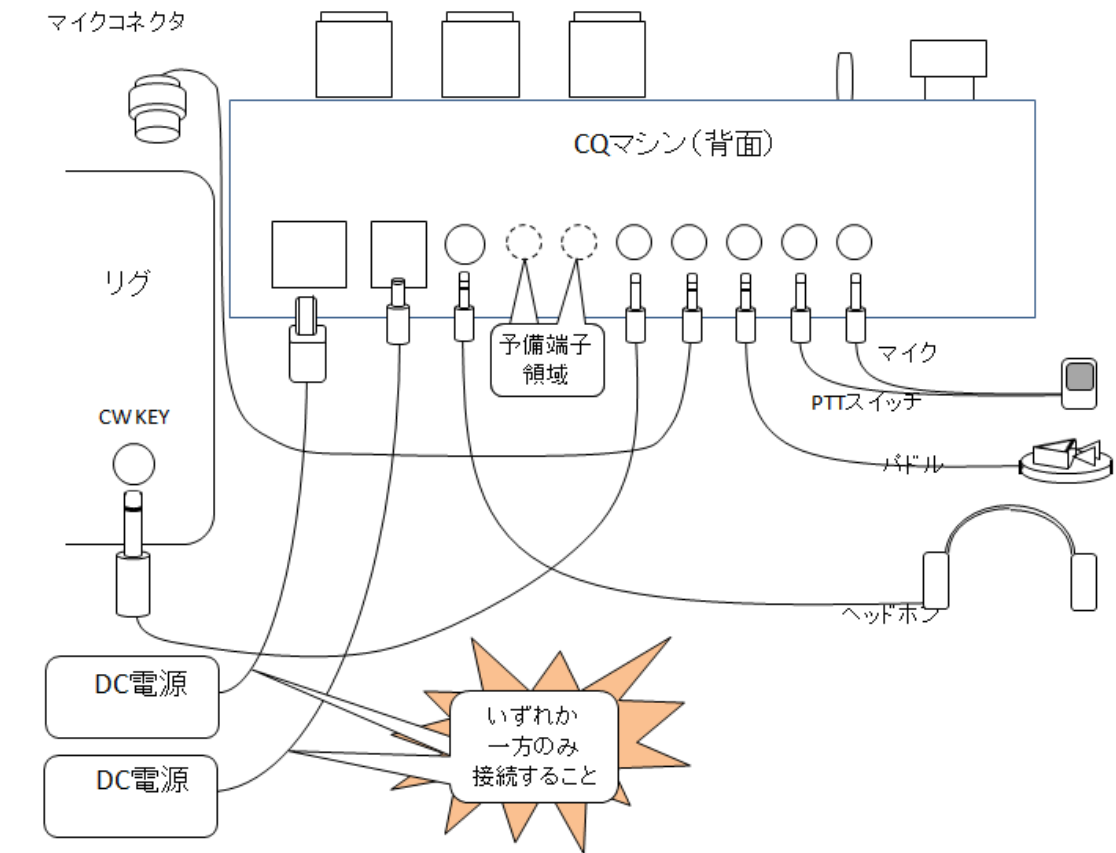 マイクコネクタ
CQマシン(背面)
リグ
予備端子
領域
マイク
PTTスイッチ
CW KEY
パドル
ヘッドホン
DC電源
いずれか
一方のみ
接続すること
DC電源